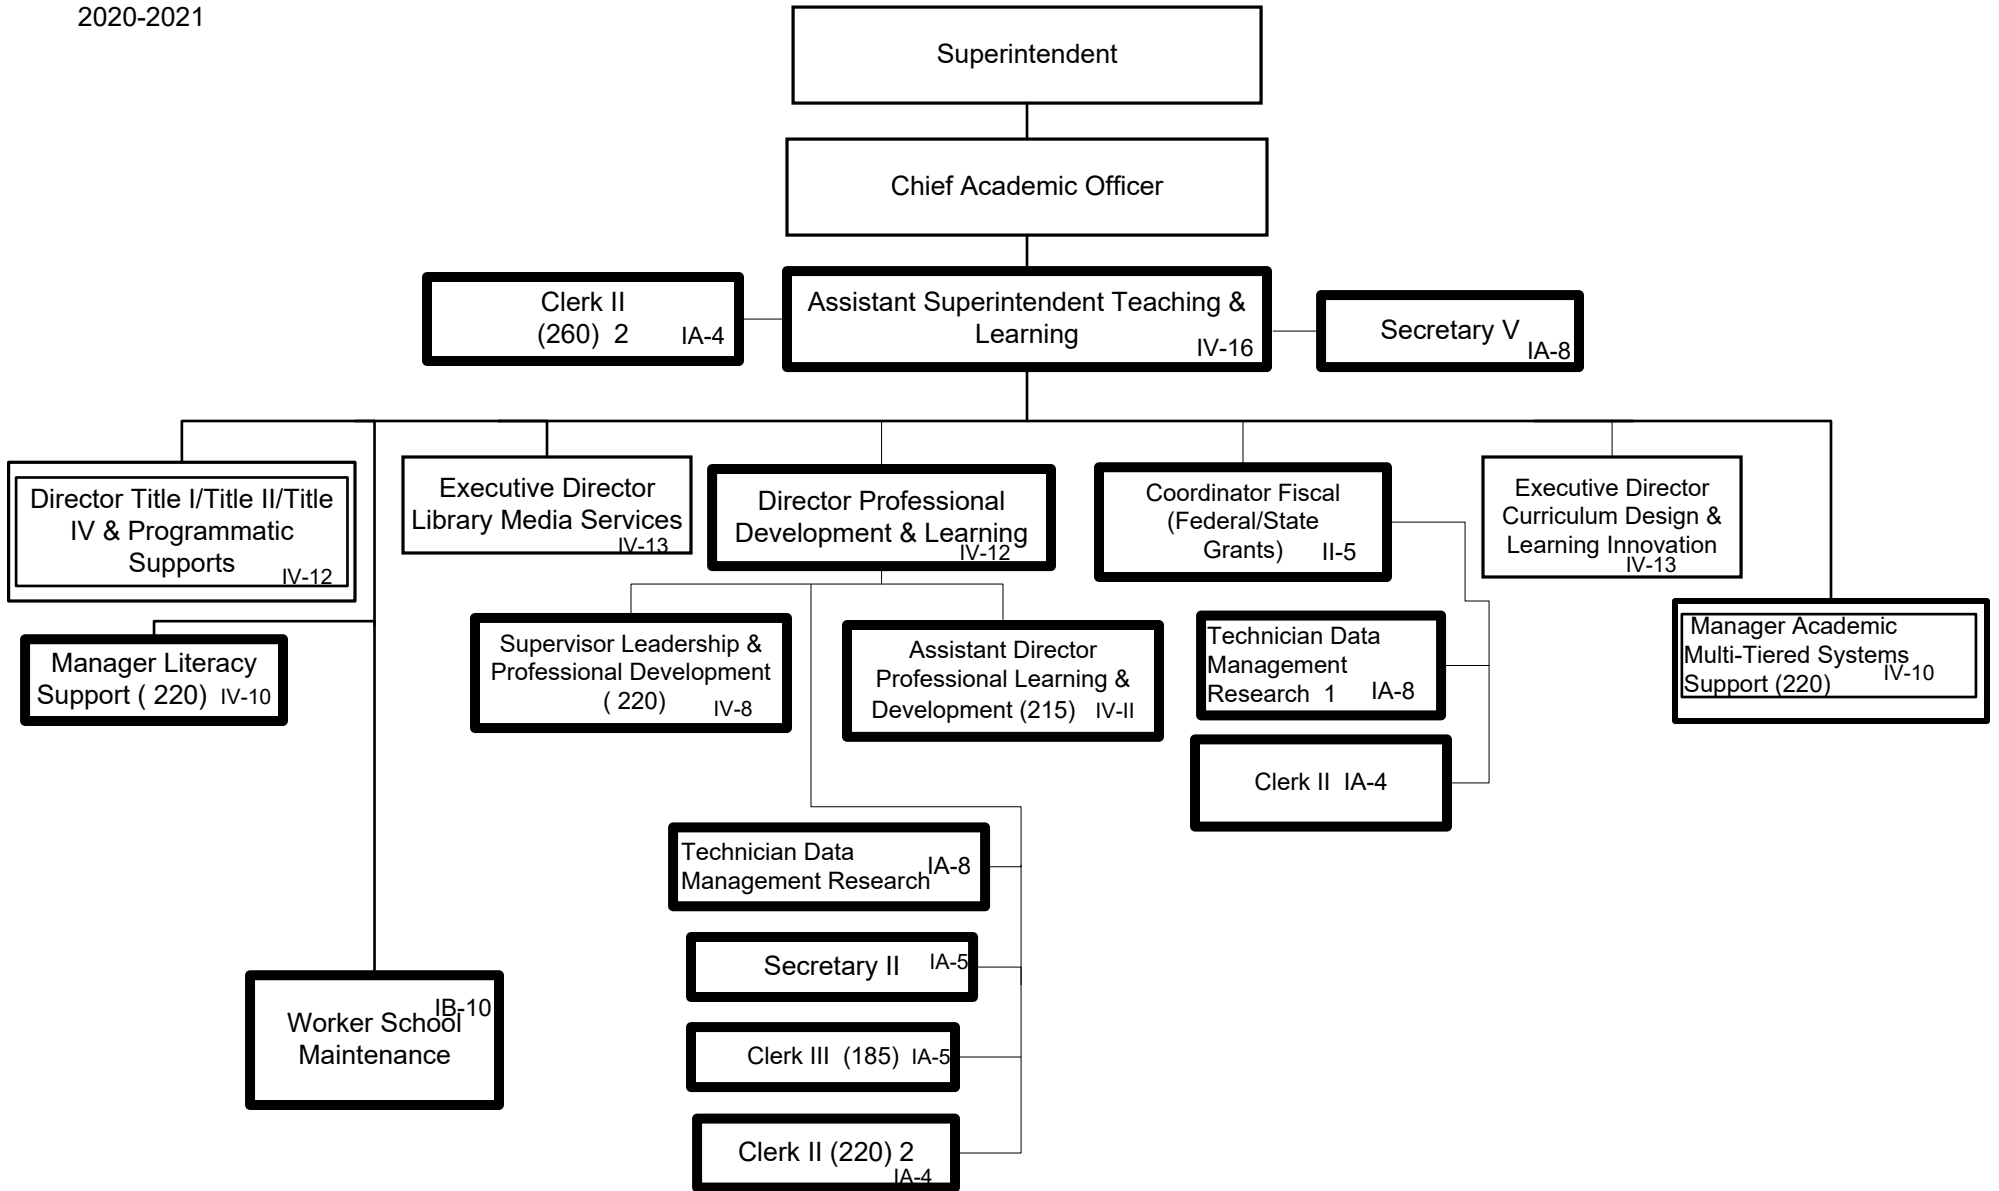 2020-2021
Superintendent
Chief Academic Officer
Clerk II
(260) 2 IA-4
Assistant Superintendent Teaching &
Learning
IV-16
Secretary V
IA-8
Director Title I/Title II/Title
IV & Programmatic
Supports
IV-12
Executive Director
Library Media Services
IV-13
Director Professional
Development & Learning
IV-12
Coordinator Fiscal
(Federal/State
Grants) II-5
Executive Director
Curriculum Design &
Learning Innovation
IV-13
Manager Literacy
Support ( 220) IV-10
Supervisor Leadership &
Professional Development
( 220) IV-8
Assistant Director
Professional Learning &
Development (215) IV-II
Technician Data
Management
Research 1 IA-8
Manager Academic
Multi-Tiered Systems
Support (220) IV-10
Clerk II IA-4
Technician Data
Management Research IA-8
Secretary II IA-5
Worker School IB-10
Maintenance
Clerk III (185) IA-5
Clerk II (220) 2
IA-4